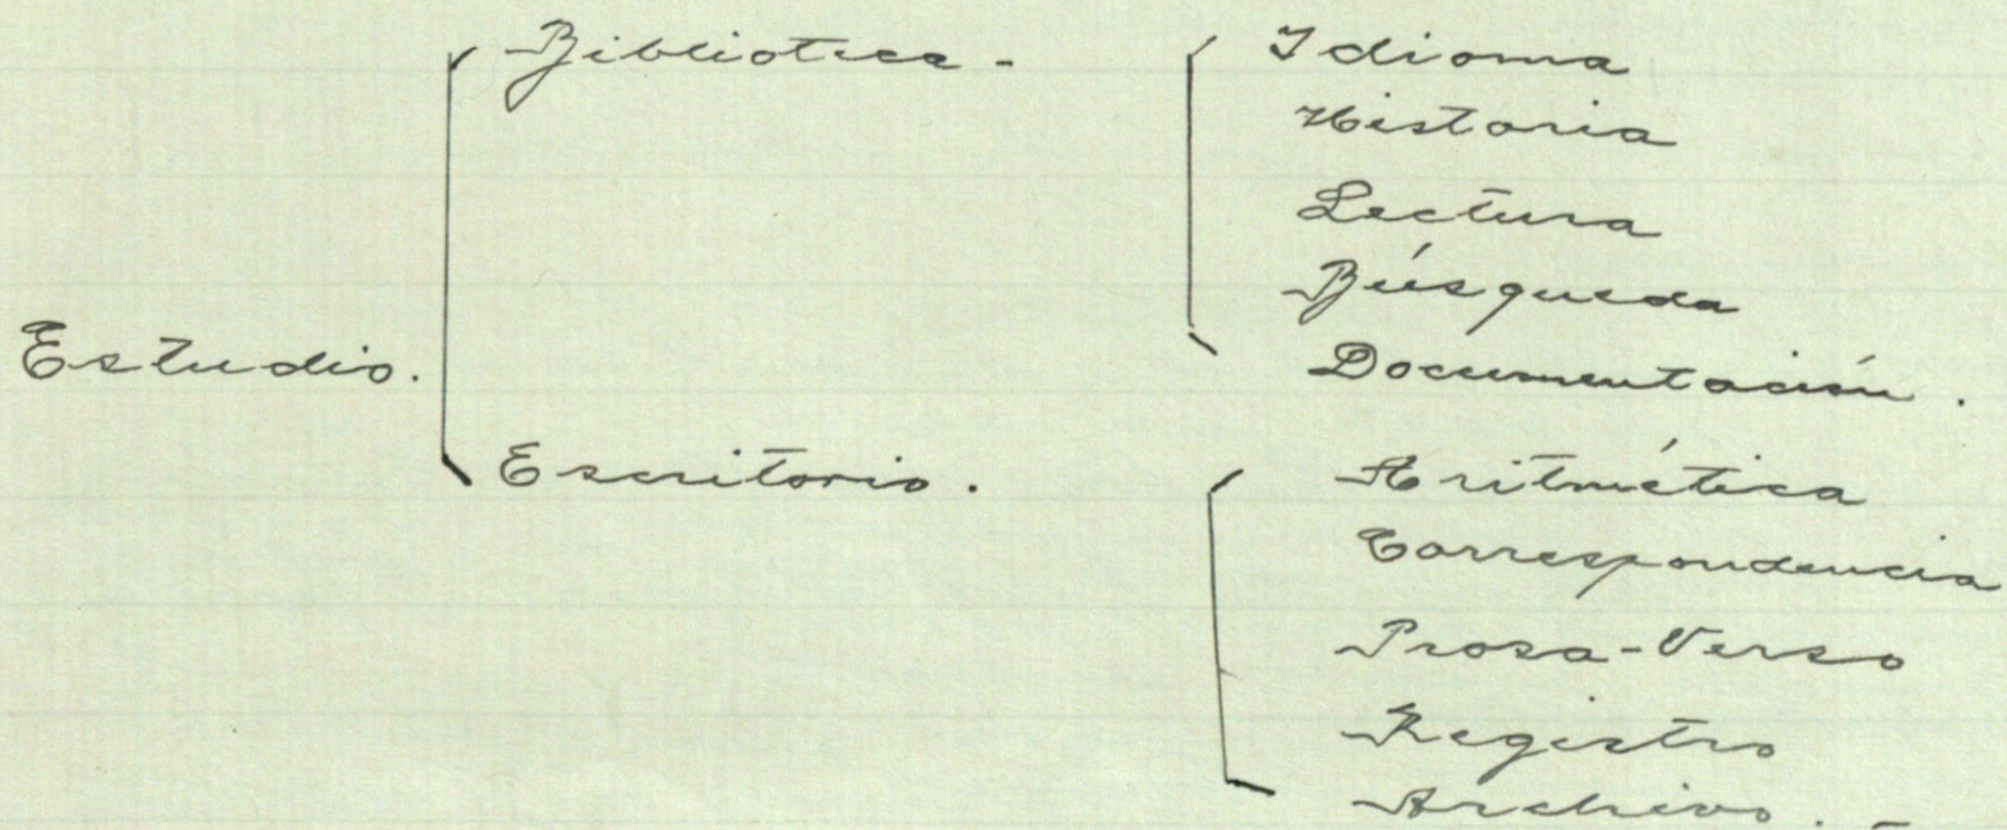 Biblioteca -
Idioma
Historia
Lectura
Búsqueda
Estudio.
Documentación.
Escritorio.
Aritmética
Correspondencia
Prosa-Verso
Registro
Archivo. -